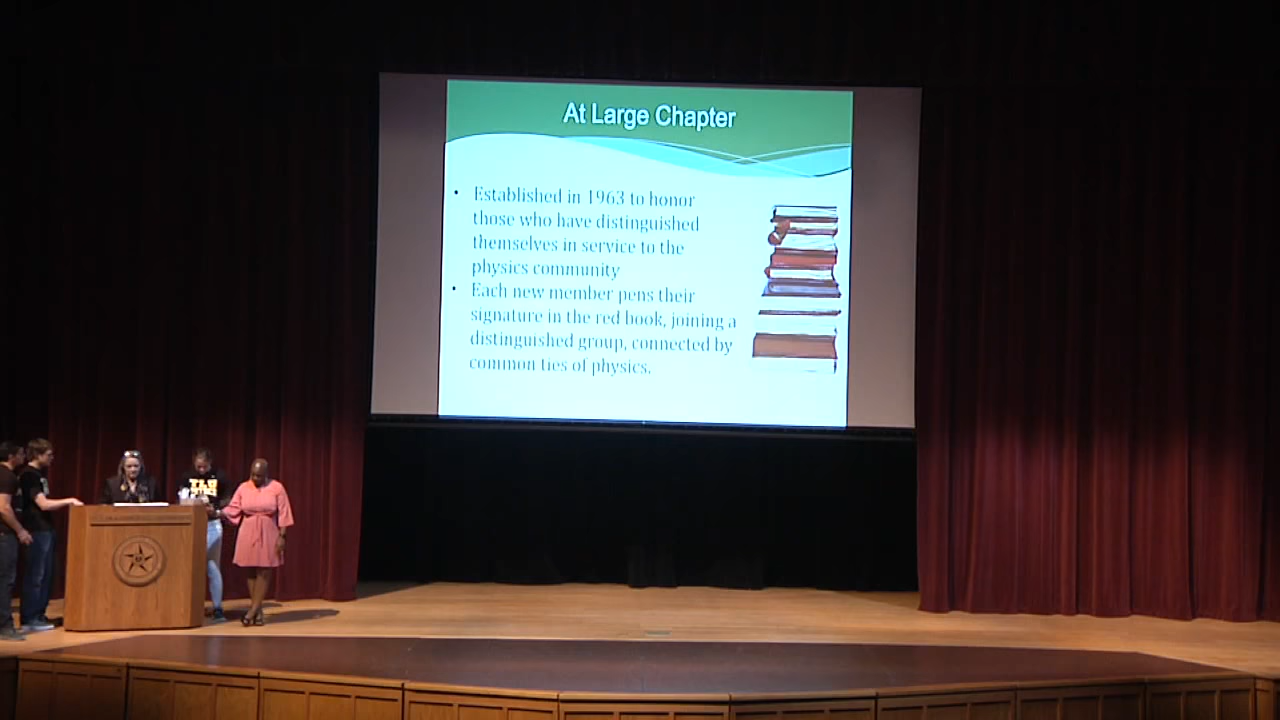 At Large Chapter
• Established in 1963 to honor
those who have distinguished
themselves in service to the
physics community
• Each new member pens their
signature in the red book, joining a
distinguished group, connected by
common ties of physics.
TLU